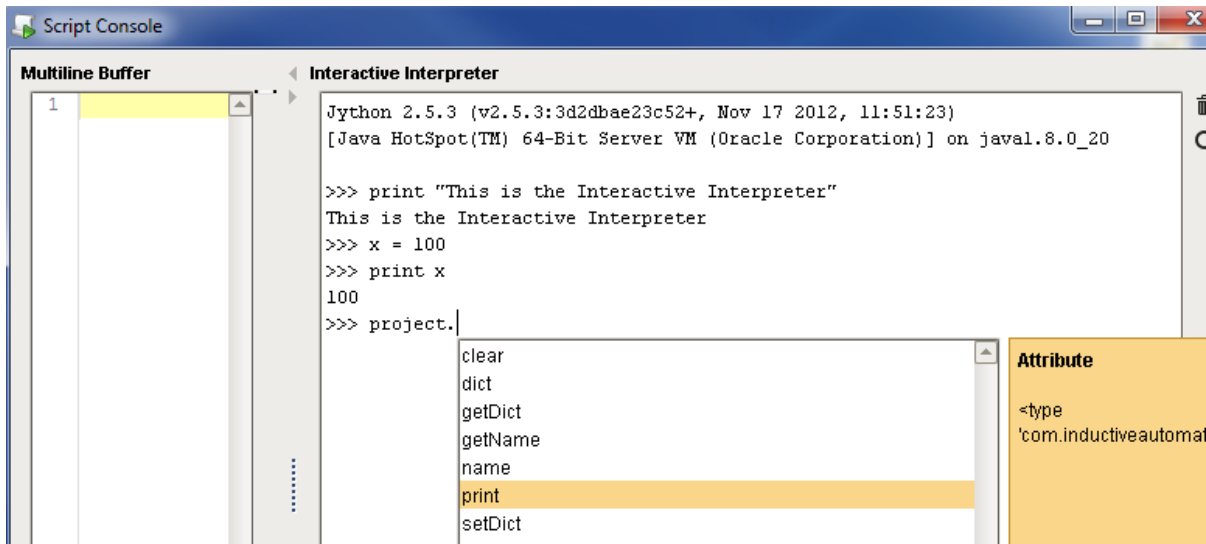 Script Console
Multiline Buffer
Interactive Interpreter
1
Jython 2.5.3 (v2.5.3:3d2dbae23c52+, Nov 17 2012, 11:51:23)
[Java HotSpot(TM) 64-Bit Server VM (Oracle Corporation)] on java1.8.0_20
>>> print "This is the Interactive Interpreter"
This is the Interactive Interpreter
>>> x = 100
>>> print x
100
>>> project.
clear
dict
getDict
getName
name
print
setDict
Attribute
<type
'com.inductiveautomat